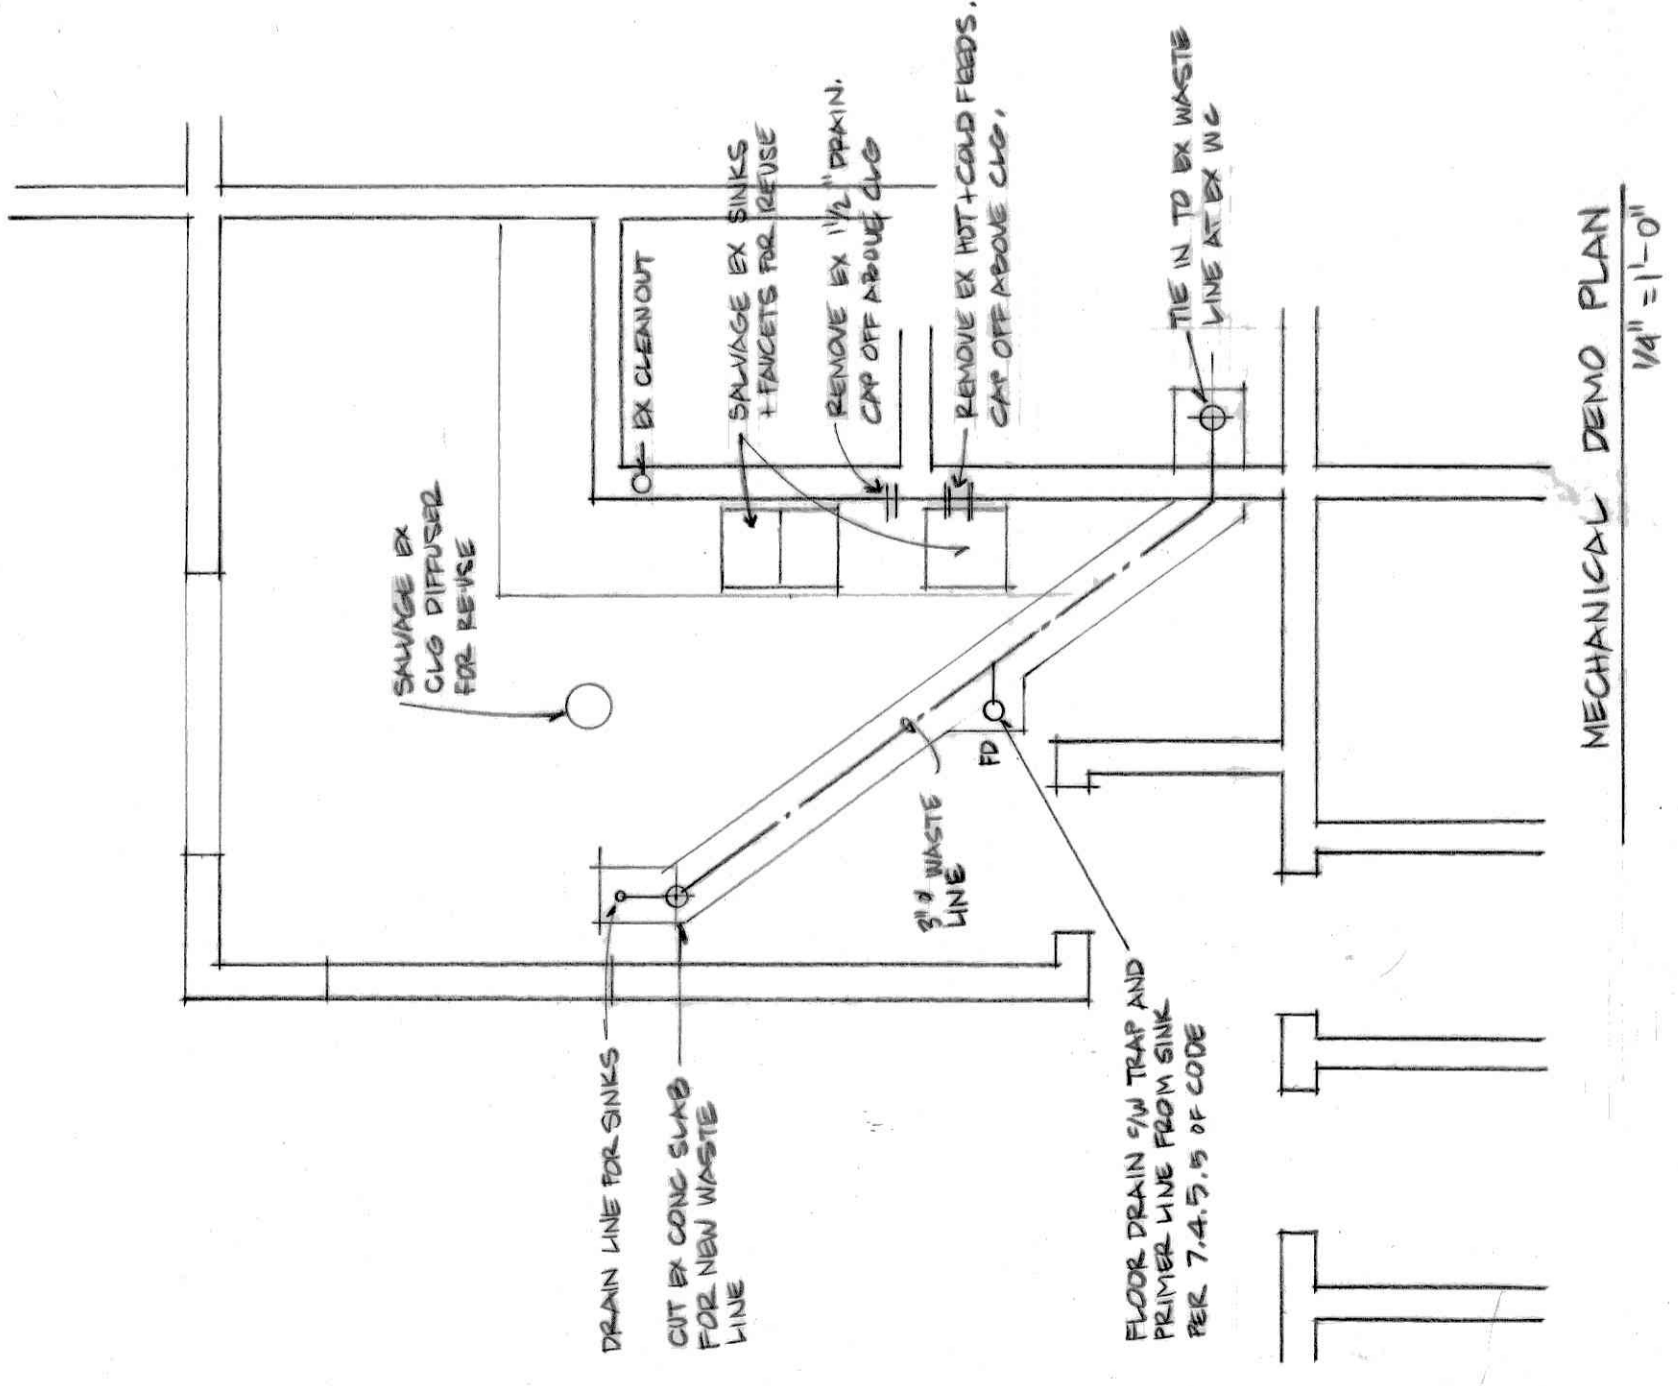 SALVAGE EX
CLG DIFFUSER
FOR RE-USE
EX CLEANOUT
SALVAGE EX SINKS
+ FAUCETS FOR REUSE
REMOVE EX 1 1/2" DRAIN.
CAP OFF ABOVE CLG
REMOVE EX HOT + COLD FEEDS.
CAP OFF ABOVE CLG.
TIE IN TO EX WASTE
LINE AT EX WC
DRAIN LINE FOR SINKS
CUT EX CONC SLAB
FOR NEW WASTE
LINE
3"Ø WASTE
LINE
FD
FLOOR DRAIN C/W TRAP AND
PRIMER LINE FROM SINK
PER 7.4.5.5 OF CODE
MECHANICAL DEMO PLAN
1/4" = 1'-0"